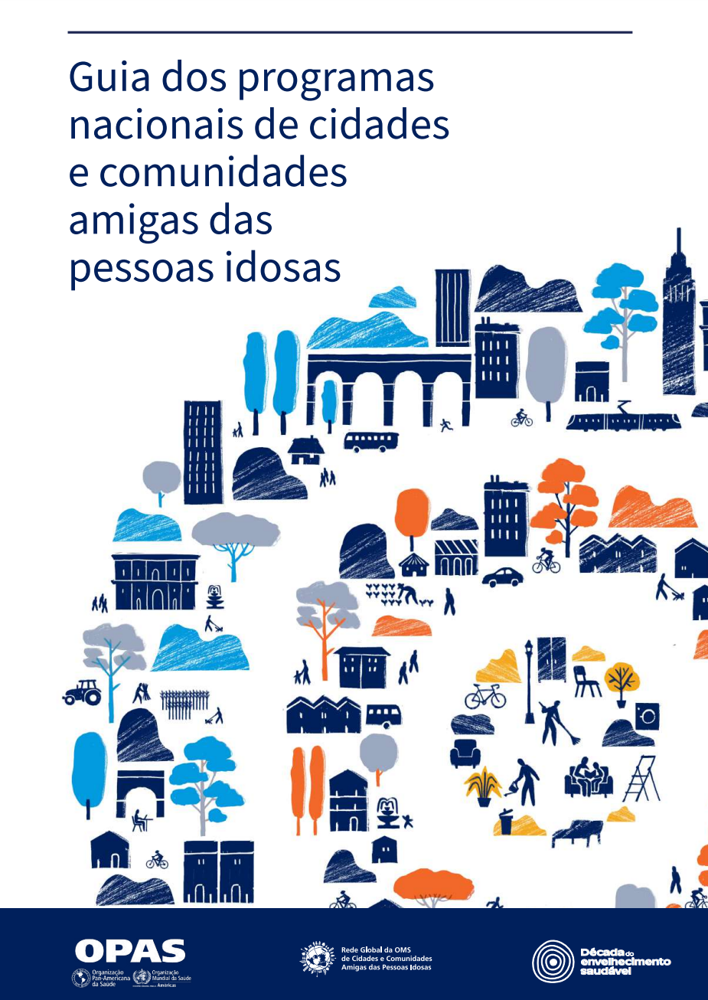 Guia dos programas
nacionais de cidades
e comunidades
amigas das
pessoas idosas
OPAS
Organização
Pan-Americana
da Saúde
Organização
Mundial da Saúde
Américas
Rede Global da OMS
de Cidades e Comunidades
Amigas das Pessoas Idosas
Década do
envelhecimento
saudável